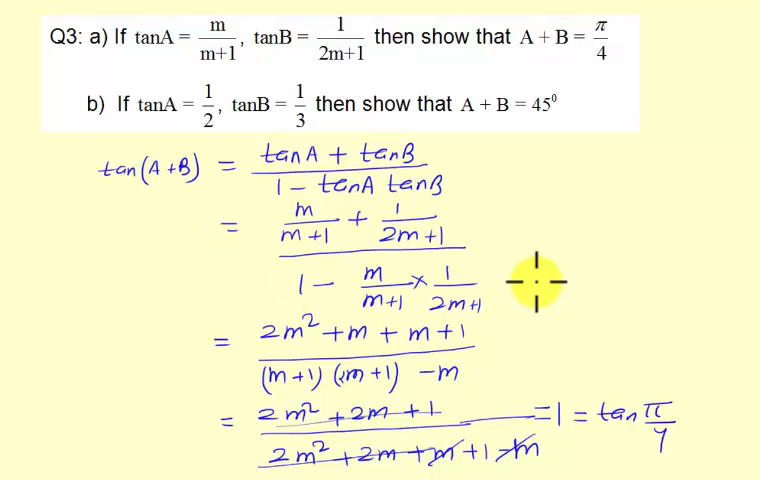 Q3: a) If tanA = m/(m+1), tanB = 1/(2m+1) then show that A + B = π/4
b) If tanA = 1/2, tanB = 1/3 then show that A + B = 45⁰
tan(A+B) = (tanA + tanB)/(1 - tanA tanB)
= (m/(m+1) + 1/(2m+1))/(1 - m/(m+1) × 1/(2m+1))
= (2m² + m + m + 1)/((m+1)(2m+1) - m)
= (2m² + 2m + 1)/(2m² + 2m + m + 1 - m) = 1 = tan π/4